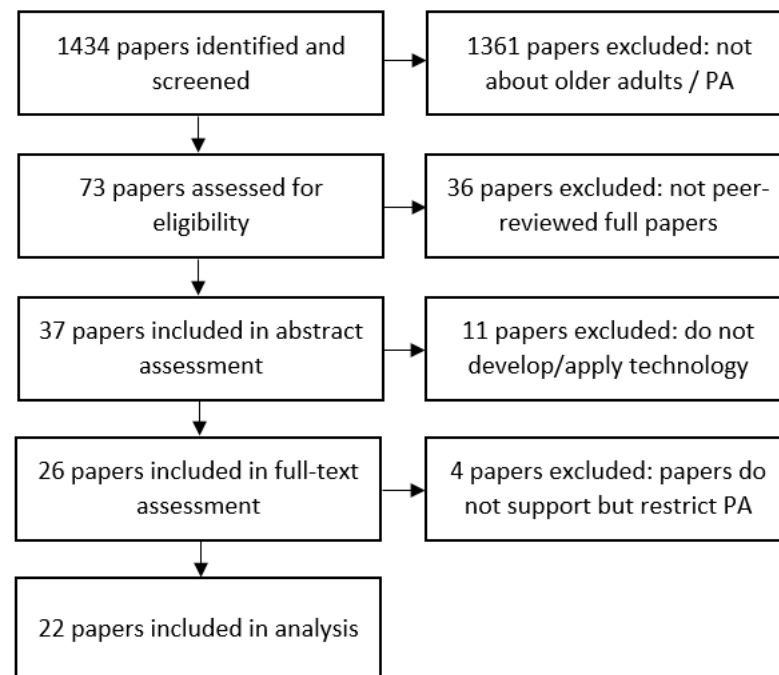 1434 papers identified and
screened
1361 papers excluded: not
about older adults / PA
73 papers assessed for
eligibility
36 papers excluded: not peer-
reviewed full papers
37 papers included in abstract
assessment
11 papers excluded: do not
develop/apply technology
26 papers included in full-text
assessment
4 papers excluded: papers do
not support but restrict PA
22 papers included in analysis